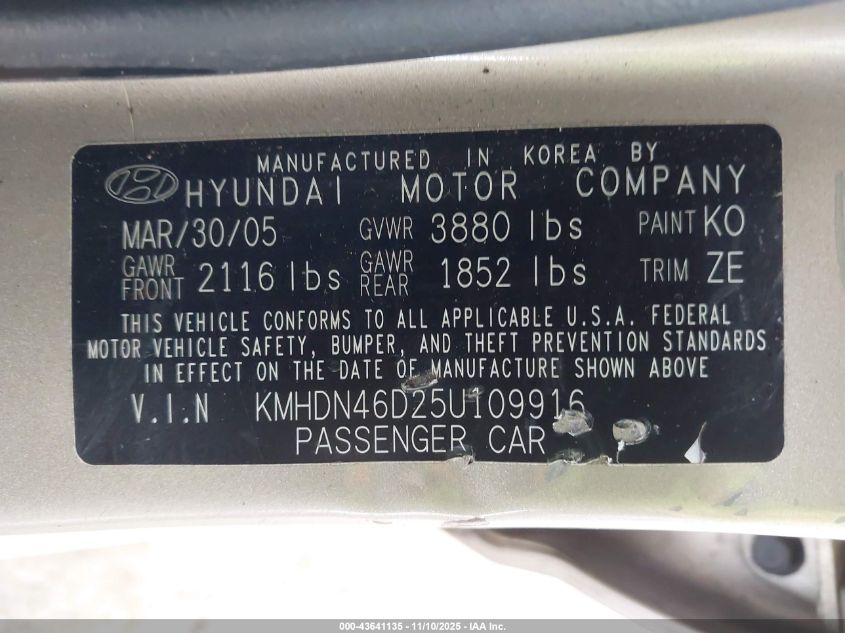 MANUFACTURED IN KOREA BY
HYUNDAI MOTOR COMPANY
MAR/30/05 GVWR 3880 lbs PAINT KO
GAWR FRONT 2116 lbs GAWR REAR 1852 lbs TRIM ZE
THIS VEHICLE CONFORMS TO ALL APPLICABLE U.S.A. FEDERAL
MOTOR VEHICLE SAFETY, BUMPER, AND THEFT PREVENTION STANDARDS
IN EFFECT ON THE DATE OF MANUFACTURE SHOWN ABOVE
V.I.N KMHDN46D25U109916
PASSENGER CAR
000-43641135 - 11/10/2025 - IAA Inc.